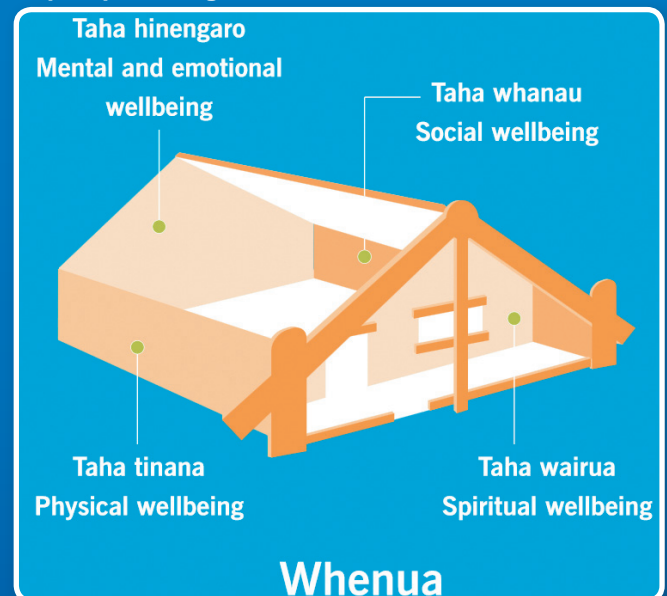 Taha hinengaro
Mental and emotional
wellbeing
Taha whanau
Social wellbeing
Taha tinana
Physical wellbeing
Taha wairua
Spiritual wellbeing
Whenua